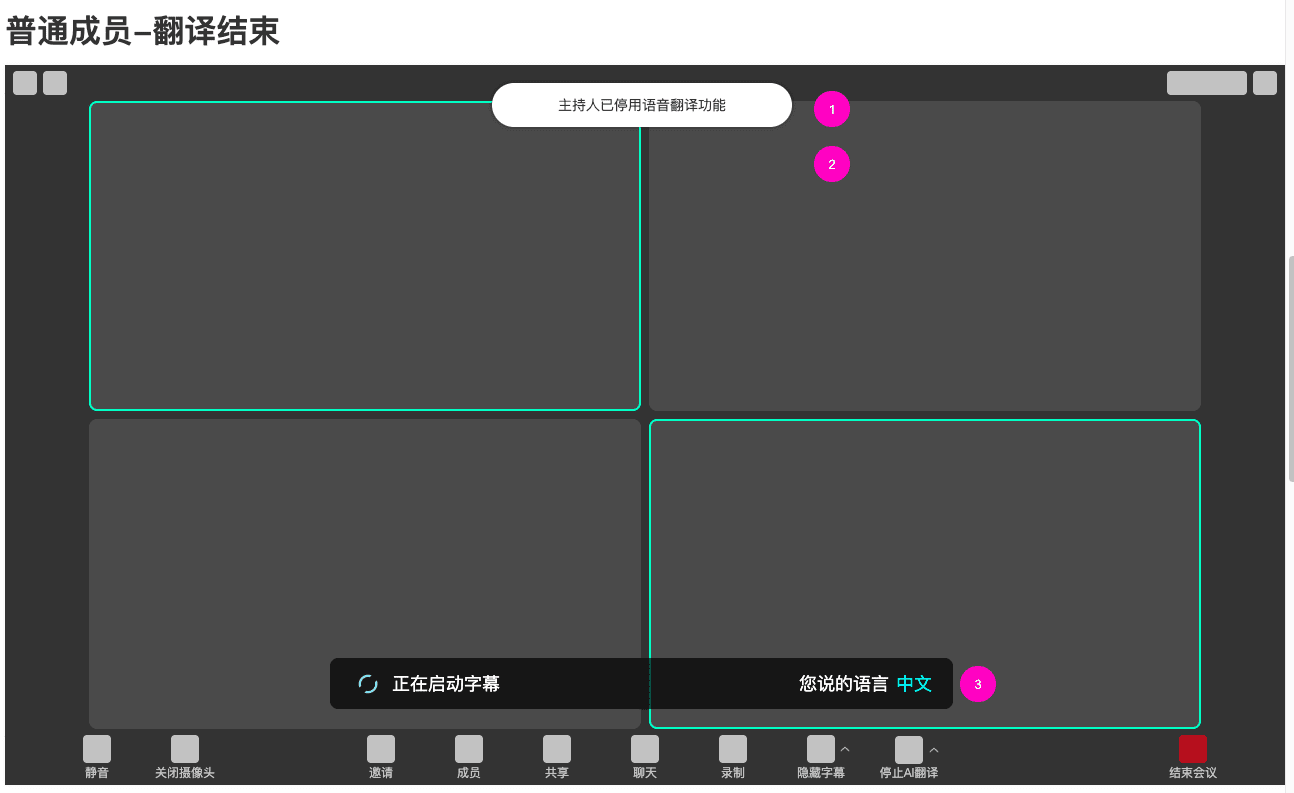 普通成员–翻译结束
主持人已停用语音翻译功能
1
2
正在启动字幕
您说的语言 中文
3
静音
关闭摄像头
邀请
成员
共享
聊天
录制
隐藏字幕
停止AI翻译
结束会议